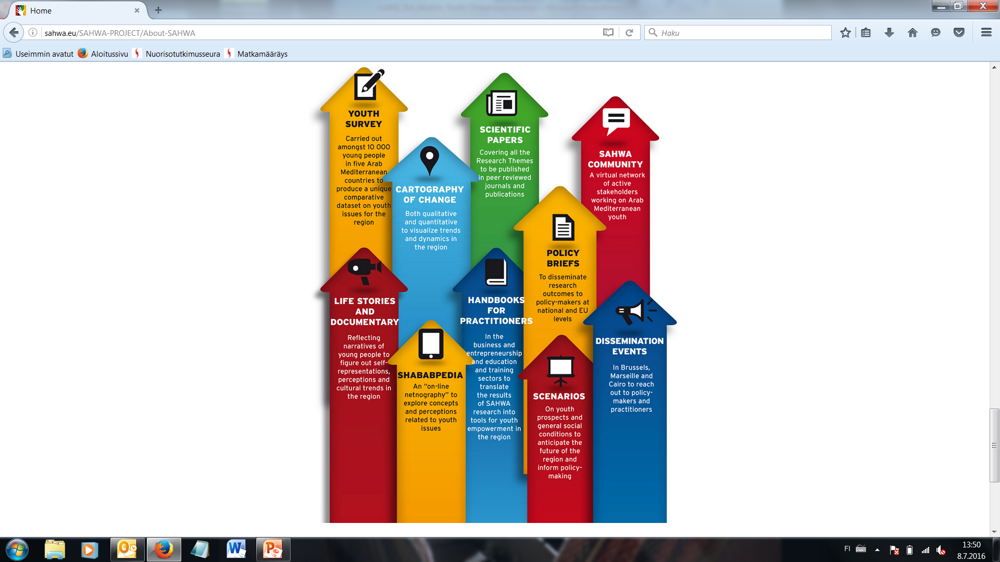 Home
sahwa.eu/SAHWA-PROJECT/About-SAHWA
Haku
Useimmin avatut
Aloitussivu
Nuorisotutkimusseura
Matkamääräys
YOUTH
SURVEY
Carried out
amongst 10 000
young people
in five Arab
Mediterranean
countries to
produce a unique
comparative
dataset on youth
issues for the
region
CARTOGRAPHY
OF CHANGE
Both qualitative
and quantitative
to visualize trends
and dynamics in
the region
SCIENTIFIC
PAPERS
Covering all the
Research Themes
to be published
in peer reviewed
journals and
publications
SAHWA
COMMUNITY
A virtual network
of active
stakeholders
working on Arab
Mediterranean
youth
POLICY
BRIEFS
To disseminate
research
outcomes to
policy-makers at
national and EU
levels
LIFE STORIES
AND
DOCUMENTARY
Reflecting
narratives of
young people to
figure out self-
representations,
perceptions and
cultural trends in
the region
SHABABPEDIA
An “on-line
netnography” to
explore concepts
and perceptions
related to youth
issues
HANDBOOKS
FOR
PRACTITIONERS
In the
business and
entrepreneurship
and education
and training
sectors to
translate
the results
of SAHWA
research into
tools for youth
empowerment in
the region
SCENARIOS
On youth
prospects and
general social
conditions to
anticipate the
future of the
region and
inform policy-
making
DISSEMINATION
EVENTS
In Brussels,
Marseille and
Cairo to reach
out to policy-
makers and
practitioners
FI
13:50
8.7.2016